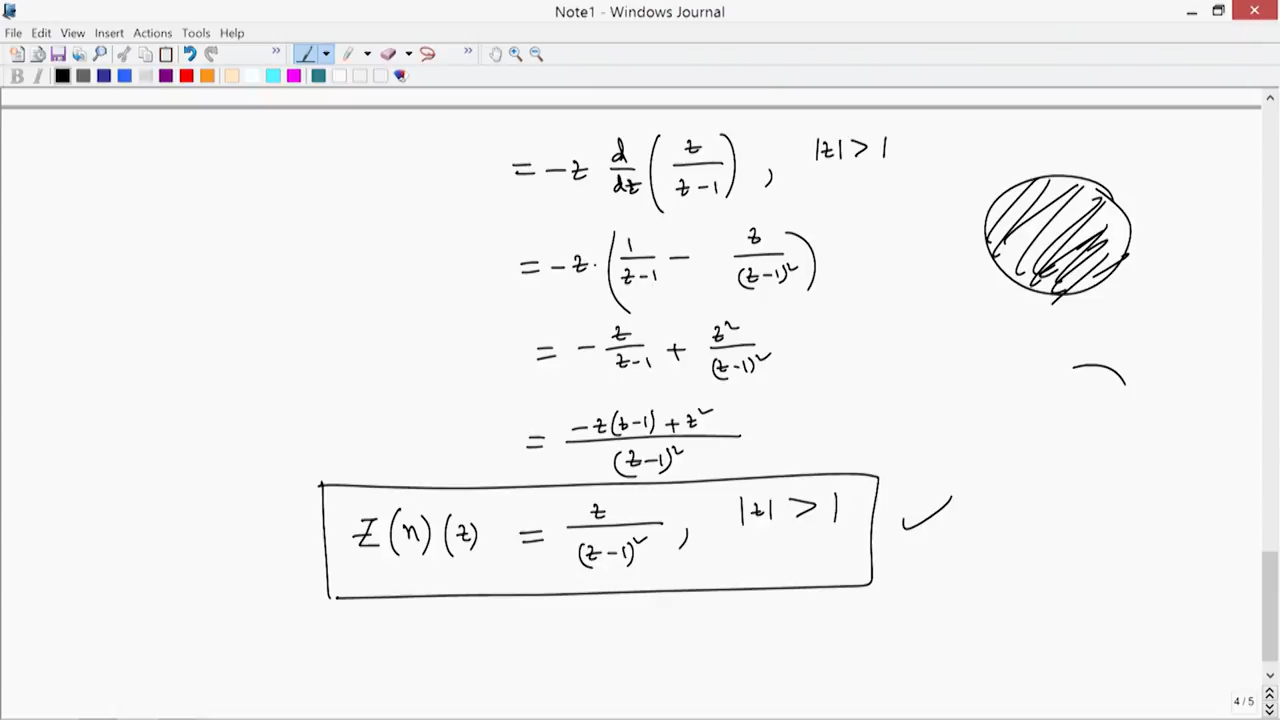 Note1 - Windows Journal
File Edit View Insert Actions Tools Help
B I
= -z d/dz ( z/(z-1) ) , |z| > 1
= -z · ( 1/(z-1) - z/(z-1)² )
= - z/(z-1) + z²/(z-1)²
= (-z(z-1) + z²)/(z-1)²
Z(n)(z) = z/(z-1)² , |z| > 1
4 / 5